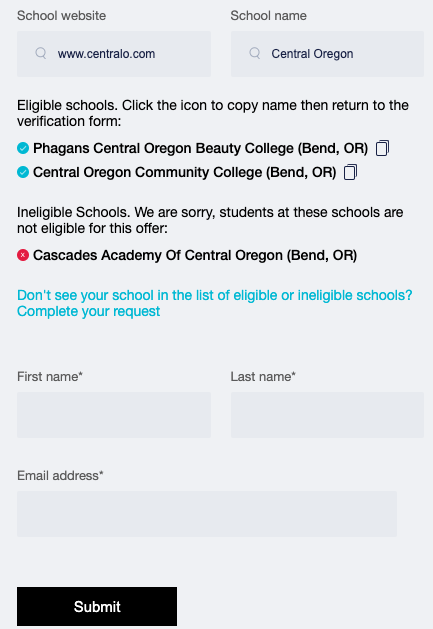 School website
School name
www.centralo.com
Central Oregon
Eligible schools. Click the icon to copy name then return to the
verification form:
Phagans Central Oregon Beauty College (Bend, OR)
Central Oregon Community College (Bend, OR)
Ineligible Schools. We are sorry, students at these schools are
not eligible for this offer:
Cascades Academy Of Central Oregon (Bend, OR)
Don't see your school in the list of eligible or ineligible schools?
Complete your request
First name*
Last name*
Email address*
Submit